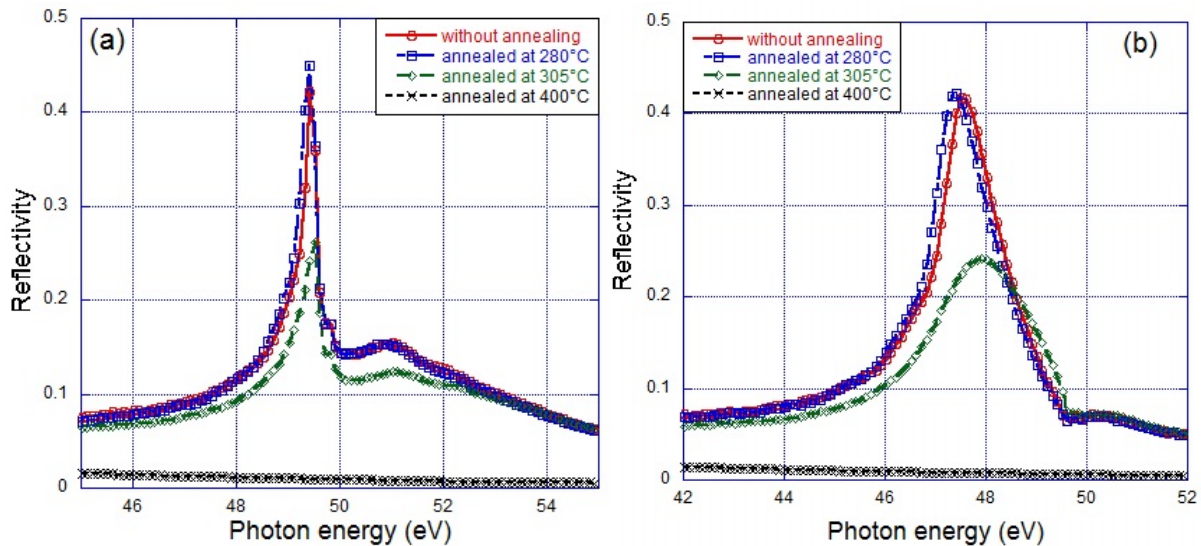 (a)
without annealing
annealed at 280°C
annealed at 305°C
annealed at 400°C
0.5
0.4
0.3
0.2
0.1
0
Reflectivity
46
48
50
52
54
Photon energy (eV)
(b)
without annealing
annealed at 280°C
annealed at 305°C
annealed at 400°C
0.5
0.4
0.3
0.2
0.1
0
Reflectivity
42
44
46
48
50
52
Photon energy (eV)